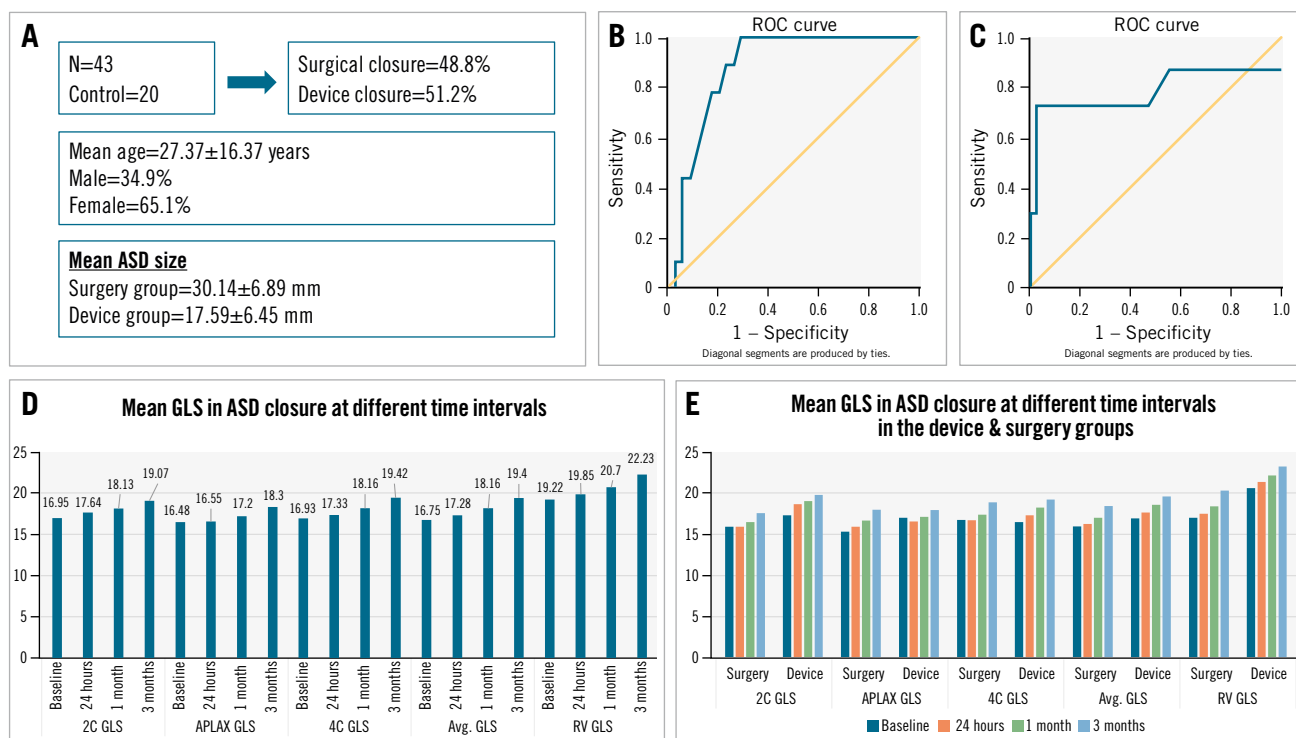 A
N=43
Control=20
Surgical closure=48.8%
Device closure=51.2%
Mean age=27.37±16.37 years
Male=34.9%
Female=65.1%
Mean ASD size
Surgery group=30.14±6.89 mm
Device group=17.59±6.45 mm
B
ROC curve
Sensitivty
1.0
0.8
0.6
0.4
0.2
0
0 0.2 0.4 0.6 0.8 1.0
1 – Specificity
Diagonal segments are produced by ties.
C
ROC curve
Sensitivty
1.0
0.8
0.6
0.4
0.2
0
0 0.2 0.4 0.6 0.8 1.0
1 – Specificity
Diagonal segments are produced by ties.
D
Mean GLS in ASD closure at different time intervals
25
20
15
10
5
0
16.95 17.64 18.13 19.07 16.48 16.55 17.2 18.3 16.93 17.33 18.16 19.42 16.75 17.28 18.16 19.4 19.22 19.85 20.7 22.23
Baseline 24 hours 1 month 3 months Baseline 24 hours 1 month 3 months Baseline 24 hours 1 month 3 months Baseline 24 hours 1 month 3 months Baseline 24 hours 1 month 3 months
2C GLS APLAX GLS 4C GLS Avg. GLS RV GLS
E
Mean GLS in ASD closure at different time intervals
in the device & surgery groups
25
20
15
10
5
0
Surgery Device Surgery Device Surgery Device Surgery Device Surgery Device
2C GLS APLAX GLS 4C GLS Avg. GLS RV GLS
Baseline 24 hours 1 month 3 months